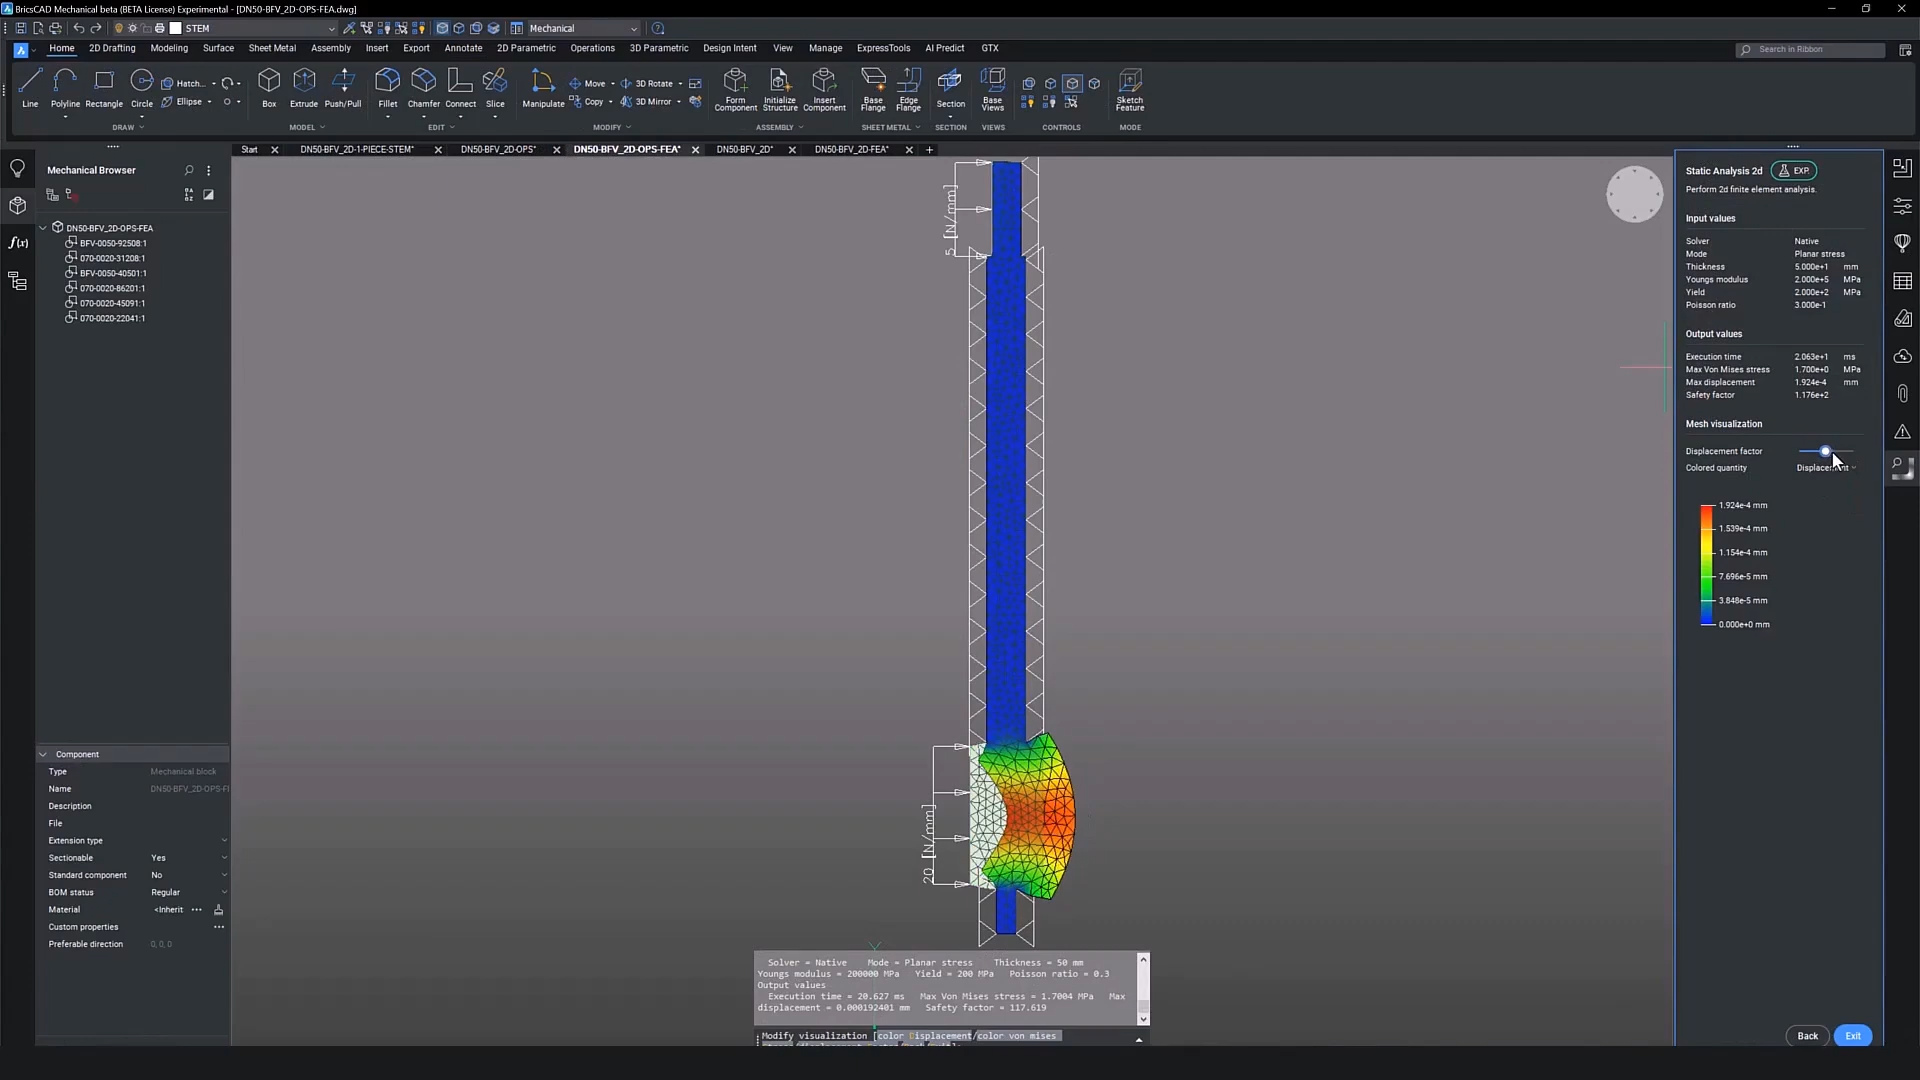 BricsCAD Mechanical beta (BETA License) Experimental - [DN50-BFV_2D-OPS-FEA.dwg]
STEM
Mechanical
Home 2D Drafting Modeling Surface Sheet Metal Assembly Insert Export Annotate 2D Parametric Operations 3D Parametric Design Intent View Manage ExpressTools AI Predict GTX
Search in Ribbon
Line Polyline Rectangle Circle Hatch... Ellipse
Box Extrude Push/Pull
Fillet Chamfer Connect Slice
Manipulate Move Copy 3D Rotate 3D Mirror
Form Component Initialize Structure Insert Component
Base Flange Edge Flange
Section
Base Views
Sketch Feature
DRAW MODEL EDIT MODIFY ASSEMBLY SHEET METAL SECTION VIEWS CONTROLS MODE
Start DN50-BFV_2D-1-PIECE-STEM* DN50-BFV_2D-OPS* DN50-BFV_2D-OPS-FEA* DN50-BFV_2D* DN50-BFV_2D-FEA*
Mechanical Browser
f(x)
DN50-BFV_2D-OPS-FEA
BFV-0050-92508:1
070-0020-31208:1
BFV-0050-40501:1
070-0020-86201:1
070-0020-45091:1
070-0020-22041:1
Component
Type Mechanical block
Name DN50-BFV_2D-OPS-FE
Description
File
Extension type
Sectionable Yes
Standard component No
BOM status Regular
Material <Inherit
Custom properties
Preferable direction 0, 0, 0
5 [N/mm]
20 [N/mm]
Solver = Native Mode = Planar stress Thickness = 50 mm
Youngs modulus = 200000 MPa Yield = 200 MPa Poisson ratio = 0.3
Output values
Execution time = 20.627 ms Max Von Mises stress = 1.7004 MPa Max
displacement = 0.000192401 mm Safety factor = 117.619
Modify visualization [color Displacement/color von mises
Static Analysis 2d EXP.
Perform 2d finite element analysis.
Input values
Solver Native
Mode Planar stress
Thickness 5.000e+1 mm
Youngs modulus 2.000e+5 MPa
Yield 2.000e+2 MPa
Poisson ratio 3.000e-1
Output values
Execution time 2.063e+1 ms
Max Von Mises stress 1.700e+0 MPa
Max displacement 1.924e-4 mm
Safety factor 1.176e+2
Mesh visualization
Displacement factor
Colored quantity Displacement
1.924e-4 mm
1.539e-4 mm
1.154e-4 mm
7.696e-5 mm
3.848e-5 mm
0.000e+0 mm
Back Exit